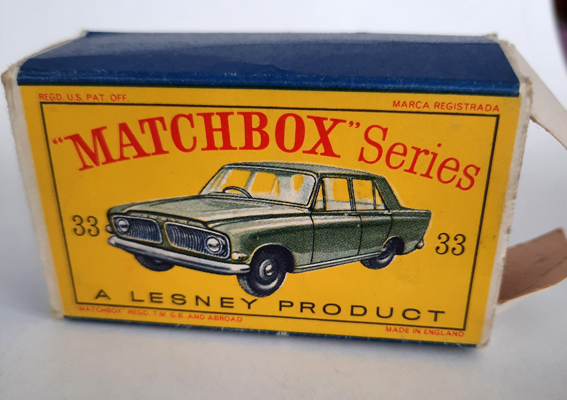 REGD. U.S. PAT. OFF.
MARCA REGISTRADA
"MATCHBOX" Series
33
33
A LESNEY PRODUCT
"MATCHBOX" REGD. T.M. G.B. AND ABROAD
MADE IN ENGLAND